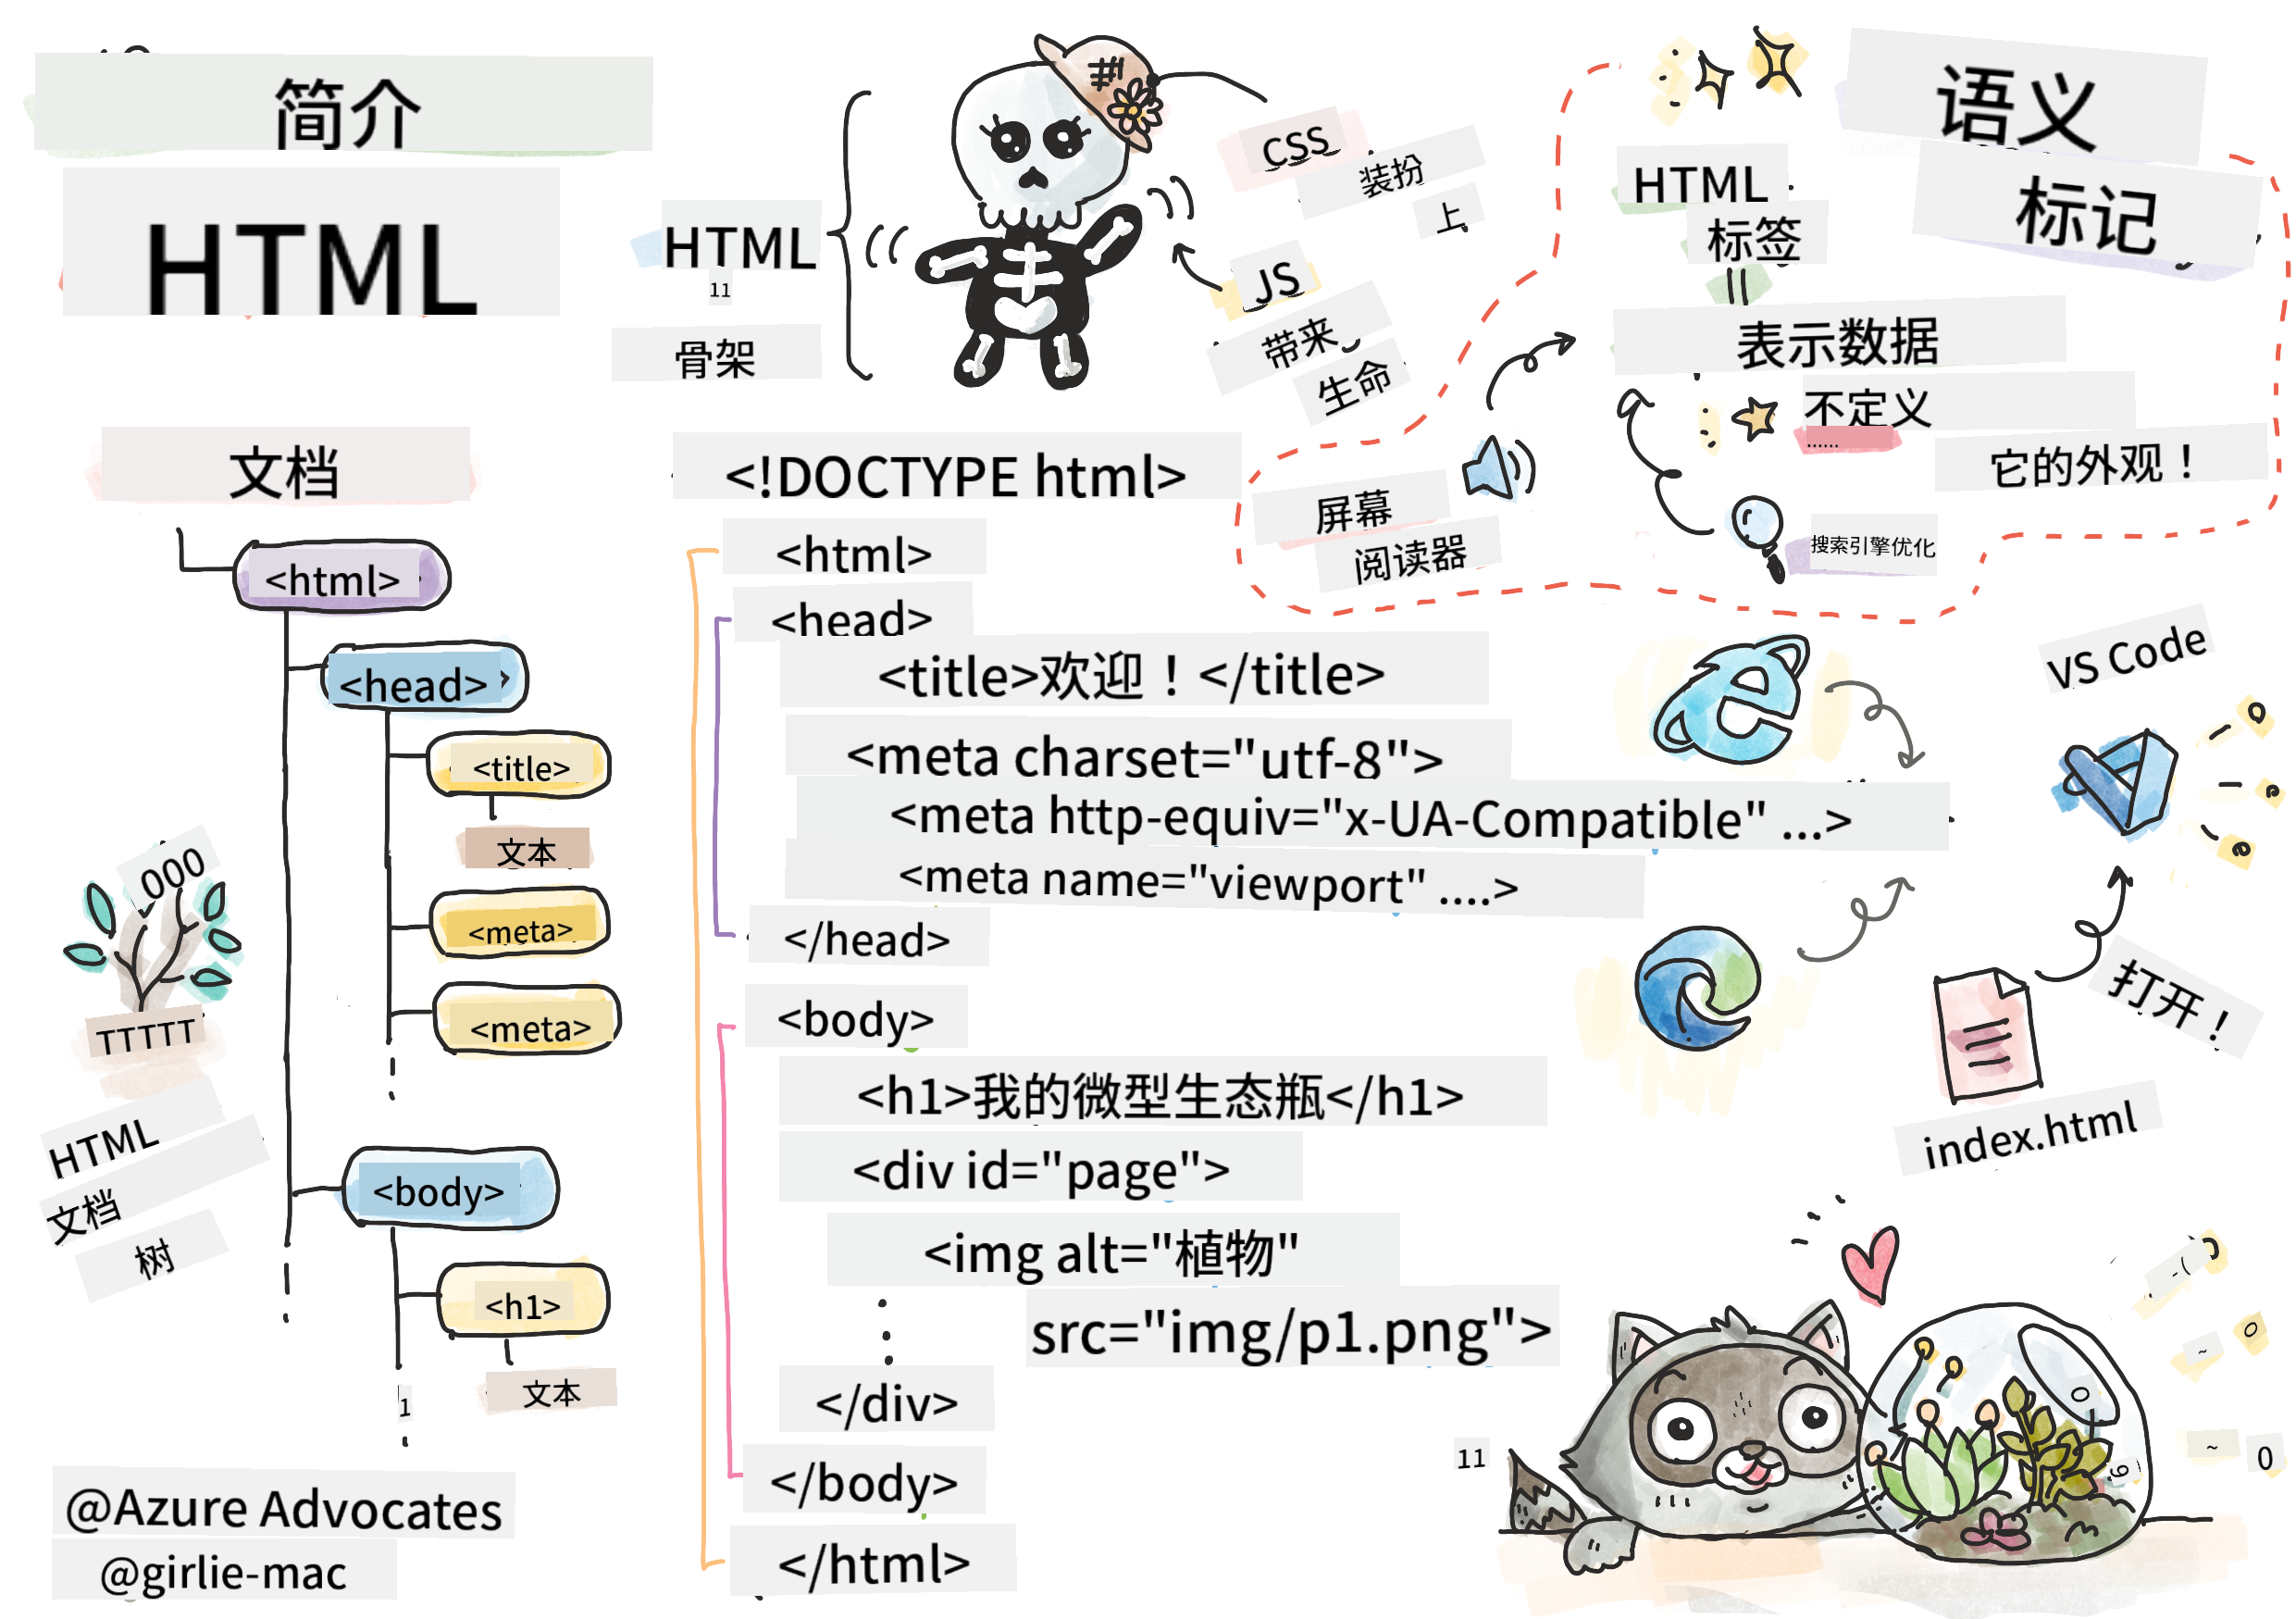 简介
HTML
HTML
11
骨架
CSS
装扮
上
JS
带来
生命
语义
标记
HTML
标签
||
表示数据
不定义
......
它的外观！
屏幕
阅读器
搜索引擎优化
文档
<html>
<head>
<title>
文本
<meta>
<meta>
<body>
<h1>
文本
1
000
TTTTT
HTML
文档
树
<!DOCTYPE html>
<html>
<head>
<title>欢迎！</title>
<meta charset="utf-8">
<meta http-equiv="x-UA-Compatible" ...>
<meta name="viewport" ....>
</head>
<body>
<h1>我的微型生态瓶</h1>
<div id="page">
<img alt="植物"
src="img/p1.png">
</div>
</body>
</html>
VS Code
打开！
index.html
11
@Azure Advocates
@girlie-mac